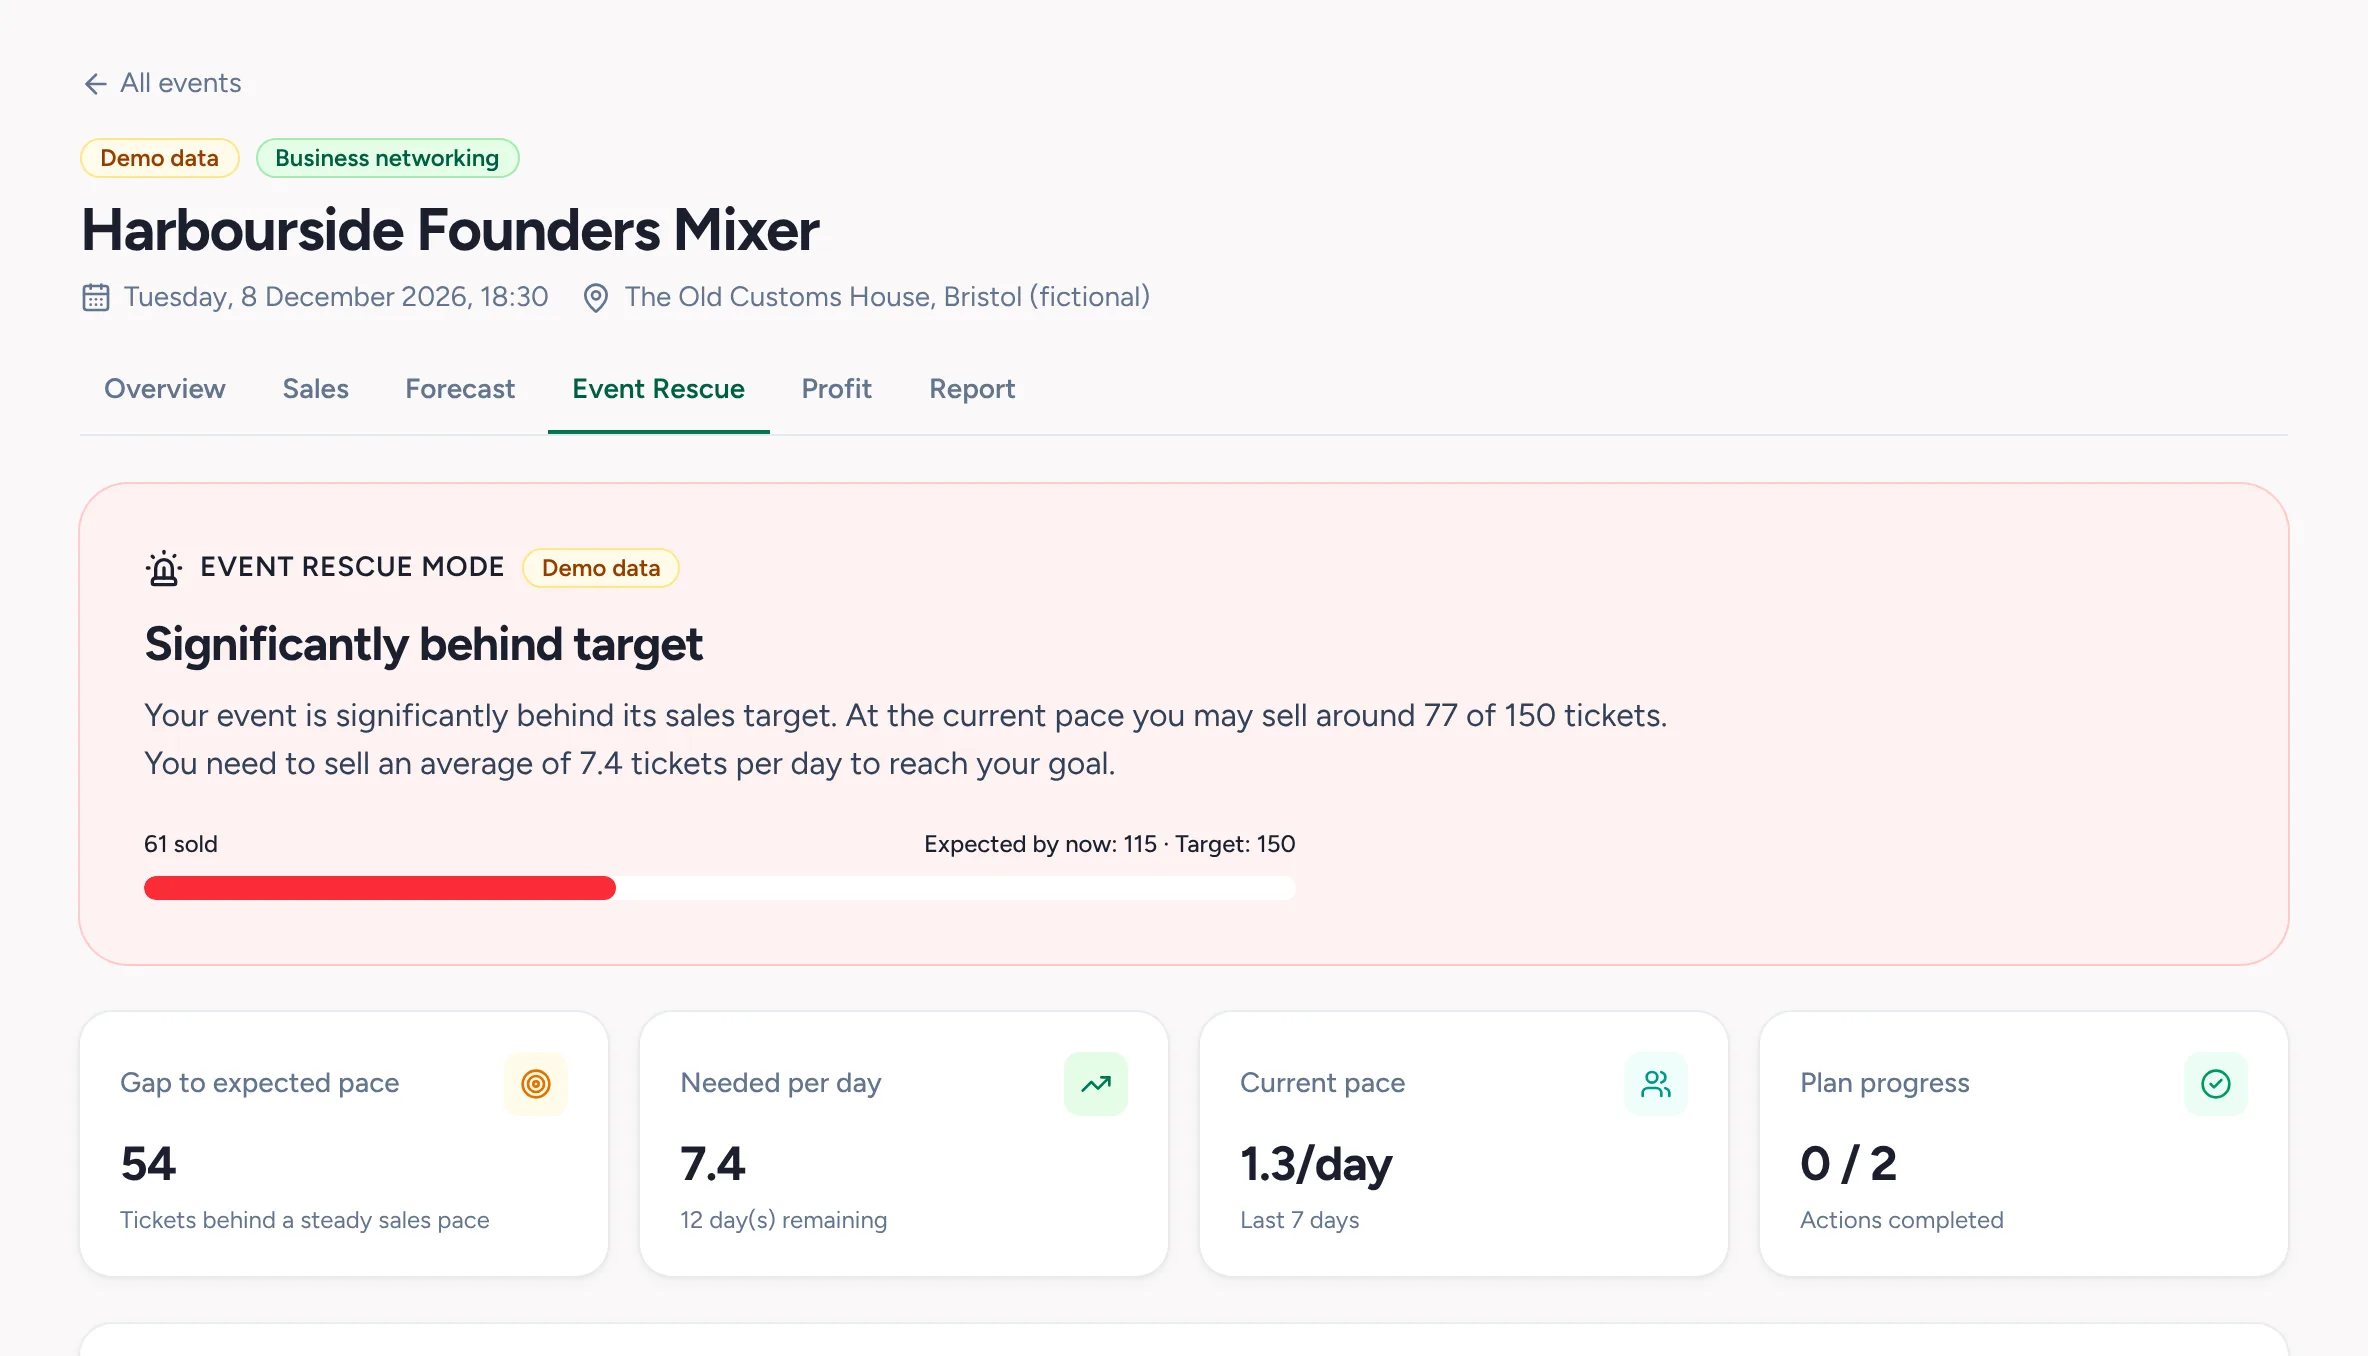 All events
Demo data Business networking
Harbourside Founders Mixer
Tuesday, 8 December 2026, 18:30 The Old Customs House, Bristol (fictional)
Overview Sales Forecast Event Rescue Profit Report
EVENT RESCUE MODE Demo data
Significantly behind target
Your event is significantly behind its sales target. At the current pace you may sell around 77 of 150 tickets.
You need to sell an average of 7.4 tickets per day to reach your goal.
61 sold Expected by now: 115 · Target: 150
Gap to expected pace
54
Tickets behind a steady sales pace
Needed per day
7.4
12 day(s) remaining
Current pace
1.3/day
Last 7 days
Plan progress
0 / 2
Actions completed